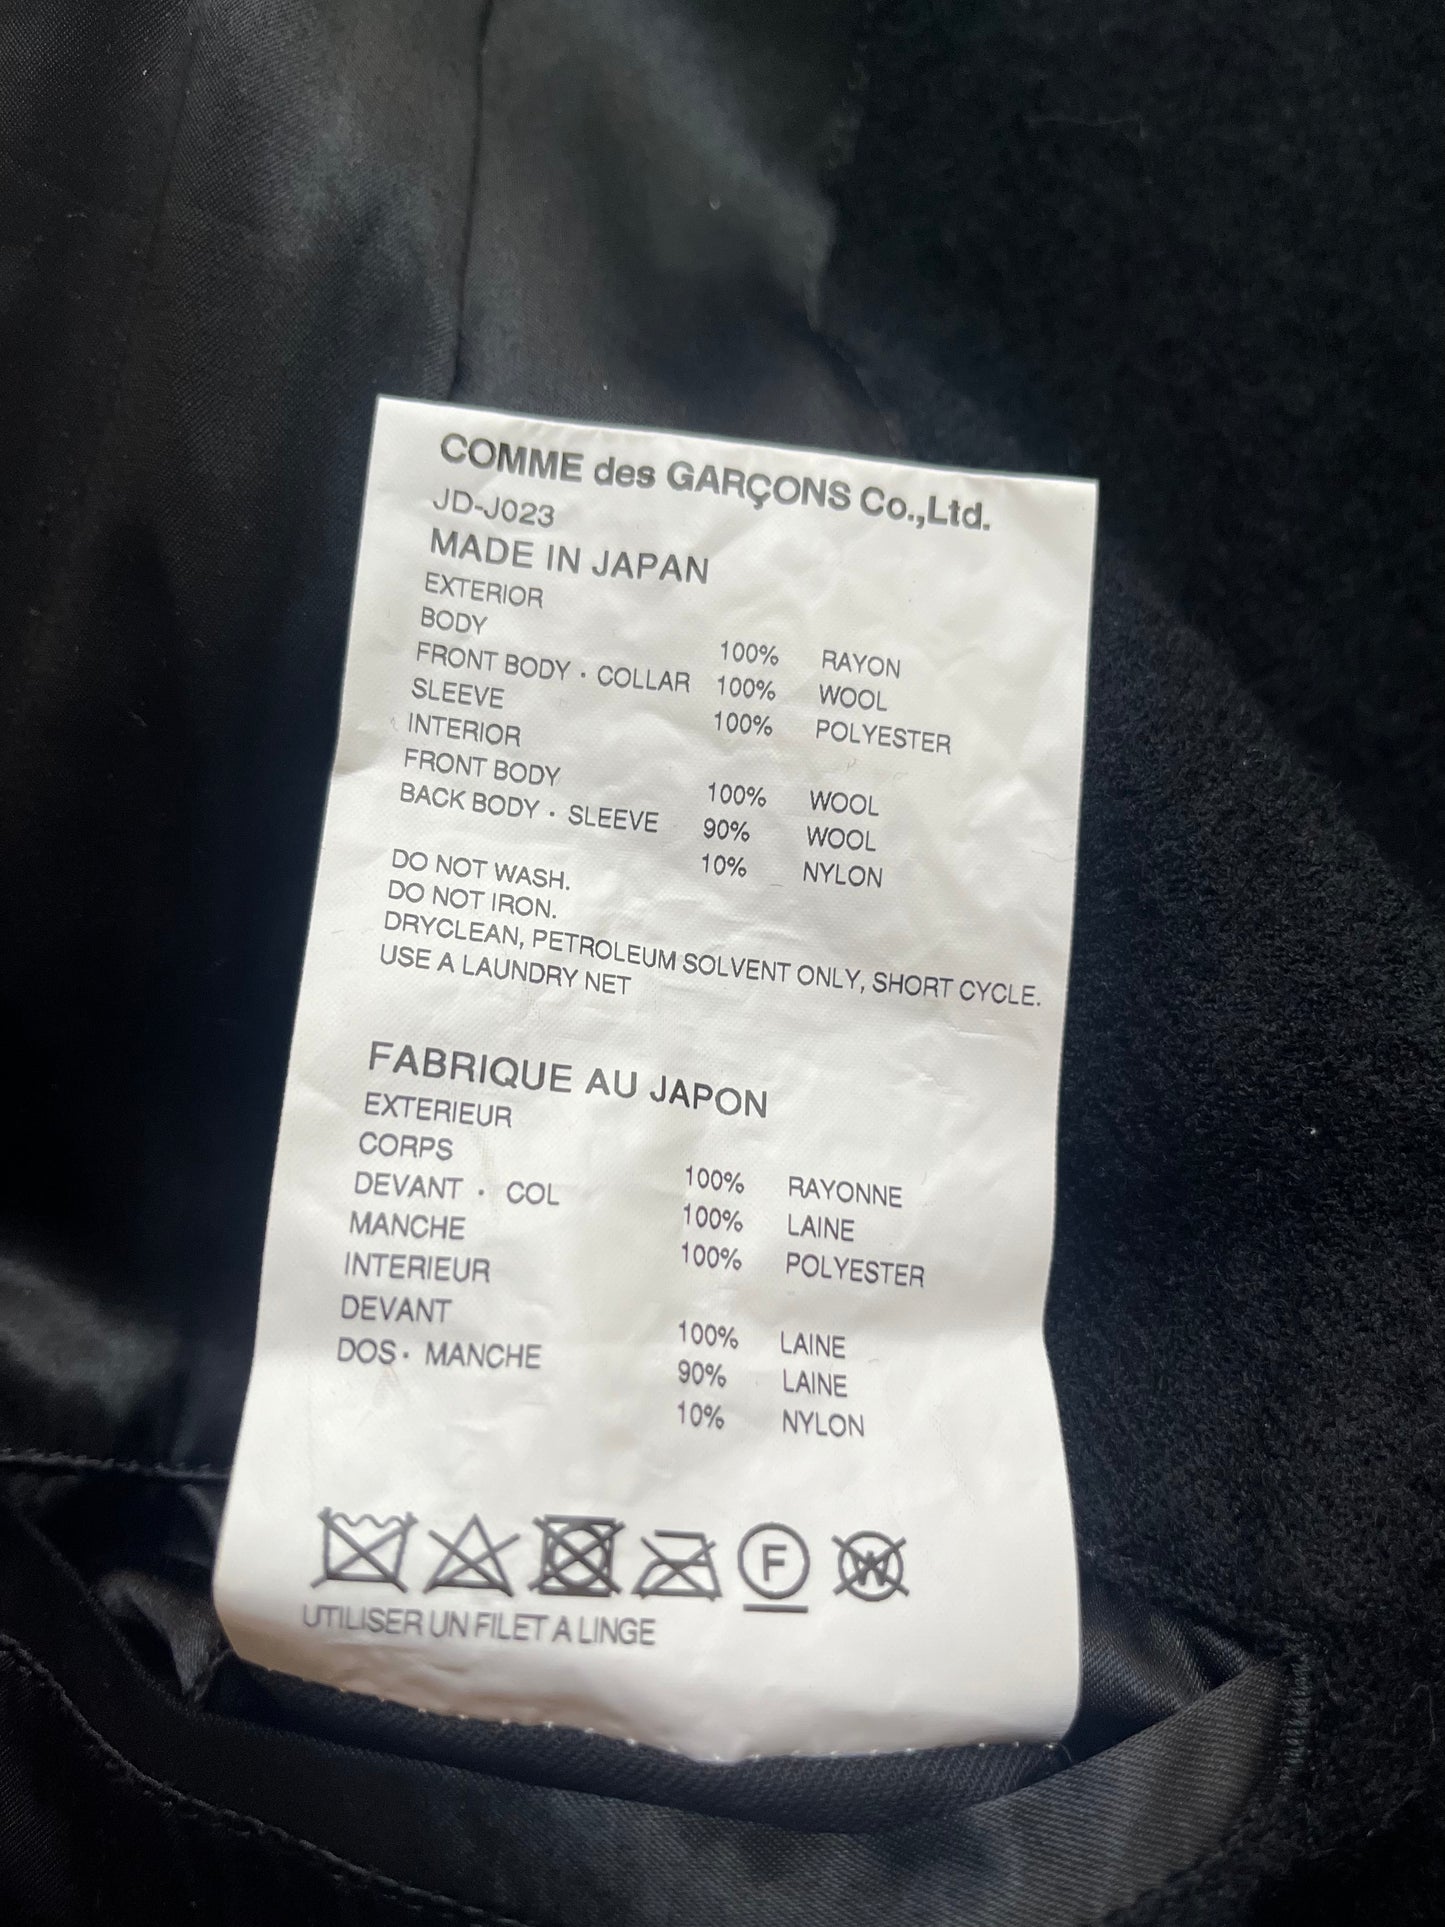 COMME des GARÇONS Co.,Ltd.
JD-J023
MADE IN JAPAN
EXTERIOR
BODY 100% RAYON
FRONT BODY · COLLAR 100% WOOL
SLEEVE 100% POLYESTER
INTERIOR
FRONT BODY 100% WOOL
BACK BODY · SLEEVE 90% WOOL
10% NYLON
DO NOT WASH.
DO NOT IRON.
DRYCLEAN, PETROLEUM SOLVENT ONLY, SHORT CYCLE.
USE A LAUNDRY NET
FABRIQUE AU JAPON
EXTERIEUR
CORPS 100% RAYONNE
DEVANT · COL 100% LAINE
MANCHE 100% POLYESTER
INTERIEUR
DEVANT 100% LAINE
DOS · MANCHE 90% LAINE
10% NYLON
F W
UTILISER UN FILET A LINGE